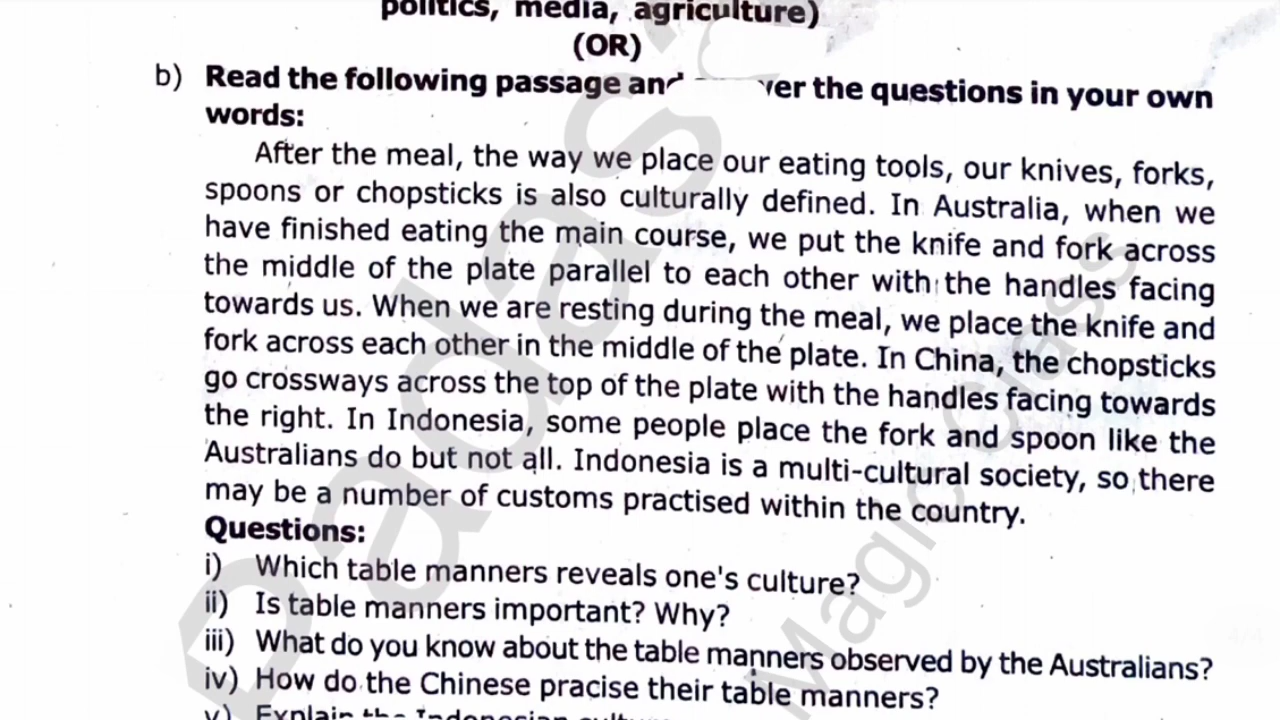 politics, media, agriculture)
(OR)
b) Read the following passage and ver the questions in your own
words:
After the meal, the way we place our eating tools, our knives, forks,
spoons or chopsticks is also culturally defined. In Australia, when we
have finished eating the main course, we put the knife and fork across
the middle of the plate parallel to each other with the handles facing
towards us. When we are resting during the meal, we place the knife and
fork across each other in the middle of the plate. In China, the chopsticks
go crossways across the top of the plate with the handles facing towards
the right. In Indonesia, some people place the fork and spoon like the
Australians do but not all. Indonesia is a multi-cultural society, so there
may be a number of customs practised within the country.
Questions:
i) Which table manners reveals one's culture?
ii) Is table manners important? Why?
iii) What do you know about the table manners observed by the Australians?
iv) How do the Chinese pracise their table manners?
v) Explain the Indonesian
Padasi
Magic Class
4/4